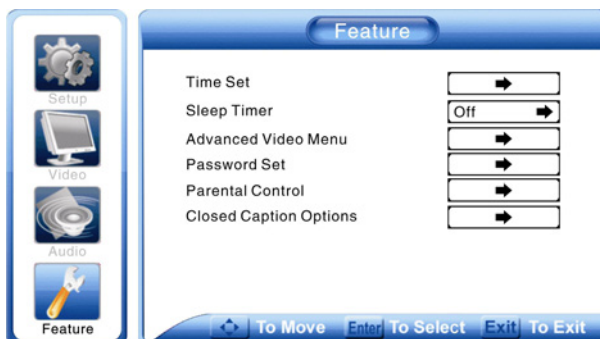 Feature
Setup
Video
Audio
Feature
Time Set
Sleep Timer Off
Advanced Video Menu
Password Set
Parental Control
Closed Caption Options
To Move Enter To Select Exit To Exit